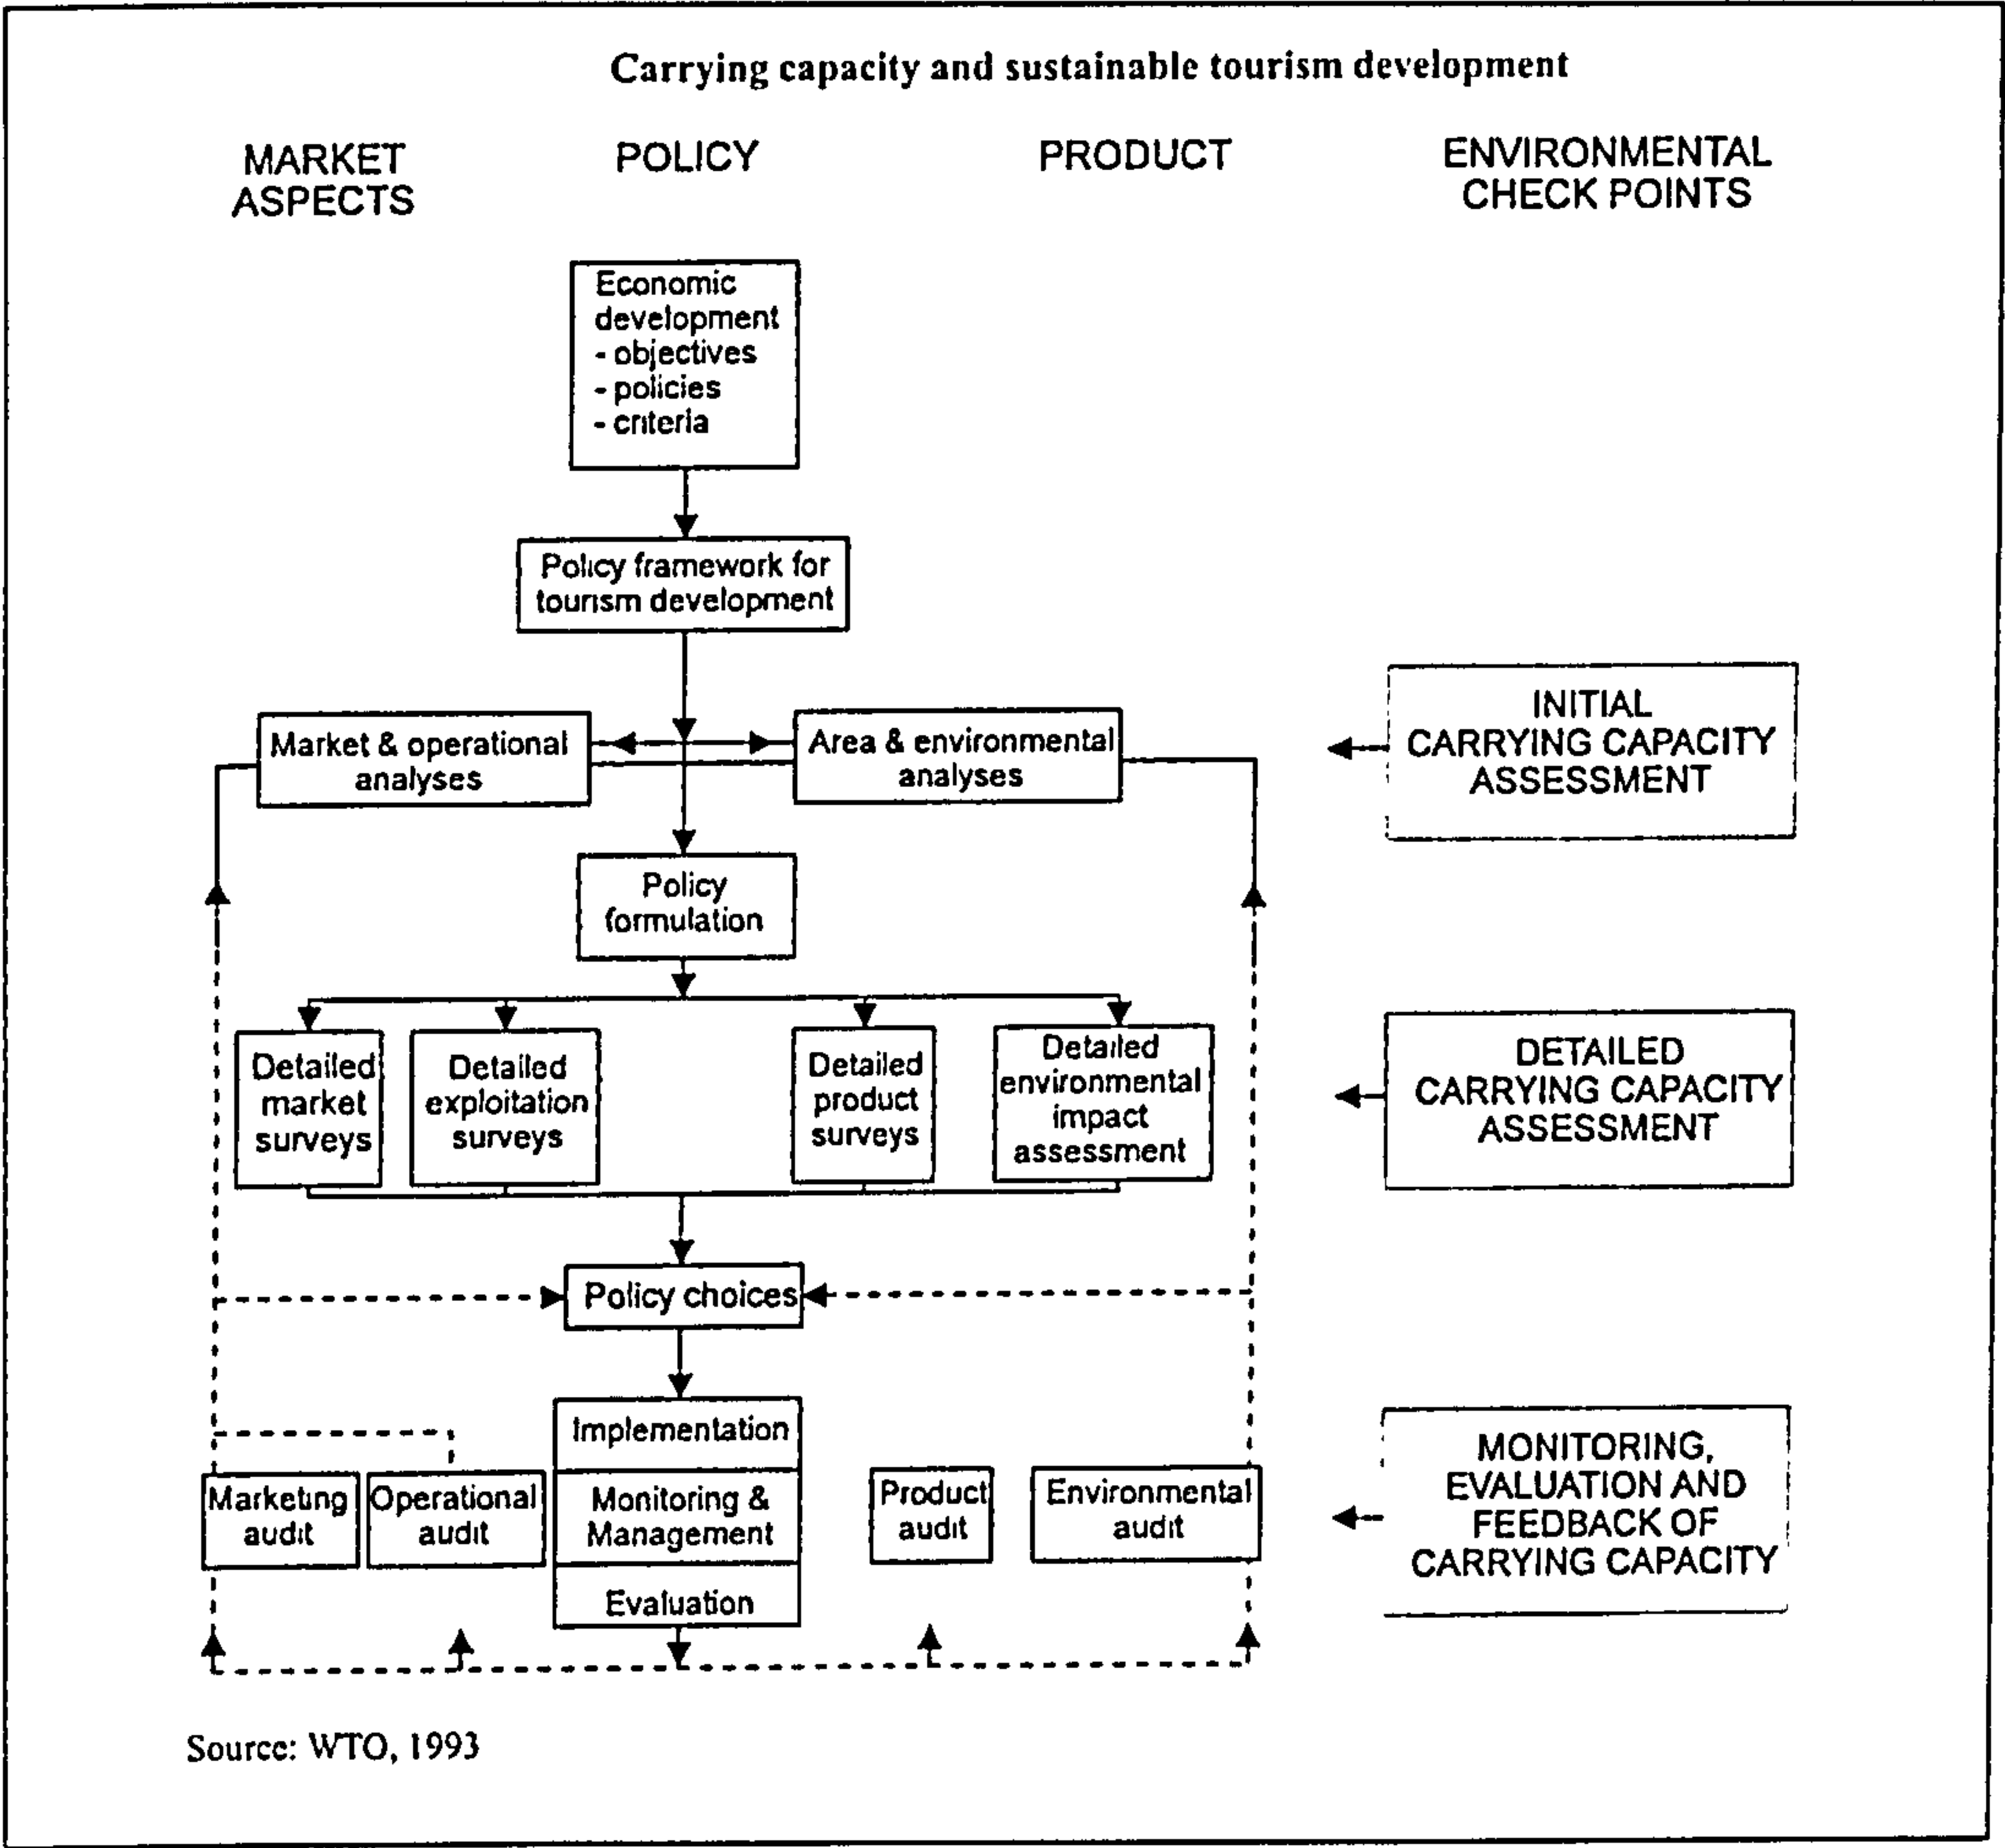 Carrying capacity and sustainable tourism development
MARKET
ASPECTS
POLICY
PRODUCT
ENVIRONMENTAL
CHECK POINTS
Economic
development
- objectives
- policies
- criteria
Policy framework for
tourism development
Market & operational
analyses
Area & environmental
analyses
INITIAL
CARRYING CAPACITY
ASSESSMENT
Policy
formulation
Detailed
market
surveys
Detailed
exploitation
surveys
Detailed
product
surveys
Detailed
environmental
impact
assessment
DETAILED
CARRYING CAPACITY
ASSESSMENT
Policy choices
Implementation
Marketing
audit
Operational
audit
Monitoring &
Management
Product
audit
Environmental
audit
MONITORING,
EVALUATION AND
FEEDBACK OF
CARRYING CAPACITY
Evaluation
Source: WTO, 1993